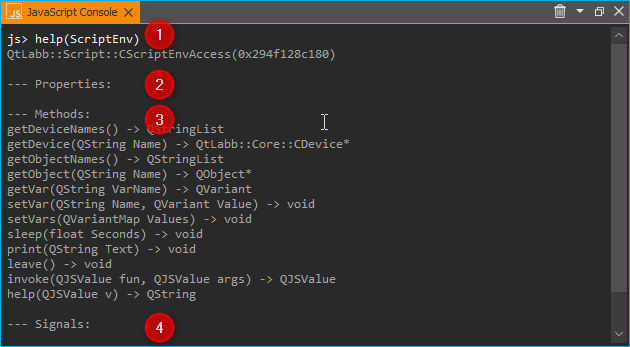 JS JavaScript Console
js> help(ScriptEnv) 1
QtLabb::Script::CScriptEnvAccess(0x294f128c180)
--- Properties: 2
--- Methods: 3
getDeviceNames() -> QStringList
getDevice(QString Name) -> QtLabb::Core::CDevice*
getObjectNames() -> QStringList
getObject(QString Name) -> QObject*
getVar(QString VarName) -> QVariant
setVar(QString Name, QVariant Value) -> void
setVars(QVariantMap Values) -> void
sleep(float Seconds) -> void
print(QString Text) -> void
leave() -> void
invoke(QJSValue fun, QJSValue args) -> QJSValue
help(QJSValue v) -> QString
--- Signals: 4